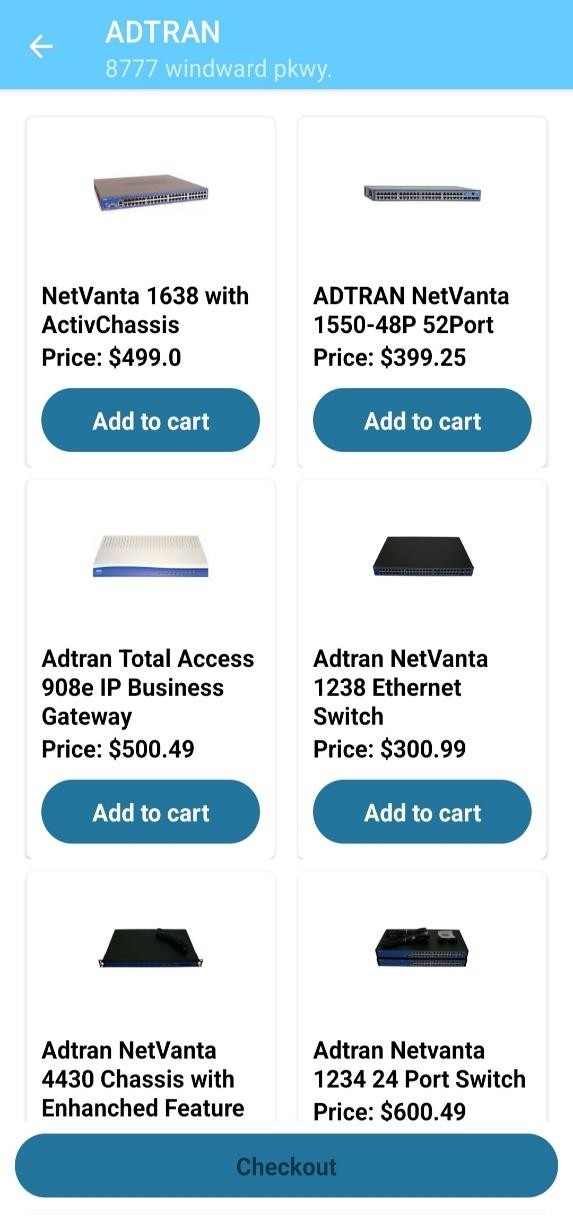 ADTRAN
8777 windward pkwy.
NetVanta 1638 with
ActivChassis
Price: $499.0
Add to cart
ADTRAN NetVanta
1550-48P 52Port
Price: $399.25
Add to cart
Adtran Total Access
908e IP Business
Gateway
Price: $500.49
Add to cart
Adtran NetVanta
1238 Ethernet
Switch
Price: $300.99
Add to cart
Adtran NetVanta
4430 Chassis with
Enhanched Feature
Adtran Netvanta
1234 24 Port Switch
Price: $600.49
Checkout